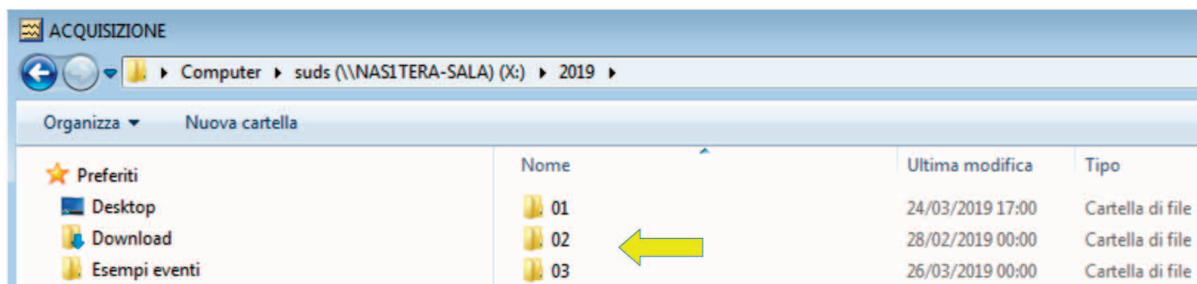 ACQUISIZIONE
Computer suds (\\NAS1TERA-SALA) (X:) 2019
Organizza Nuova cartella
Preferiti
Desktop
Download
Esempi eventi
Nome Ultima modifica Tipo
01 24/03/2019 17:00 Cartella di file
02 28/02/2019 00:00 Cartella di file
03 26/03/2019 00:00 Cartella di file